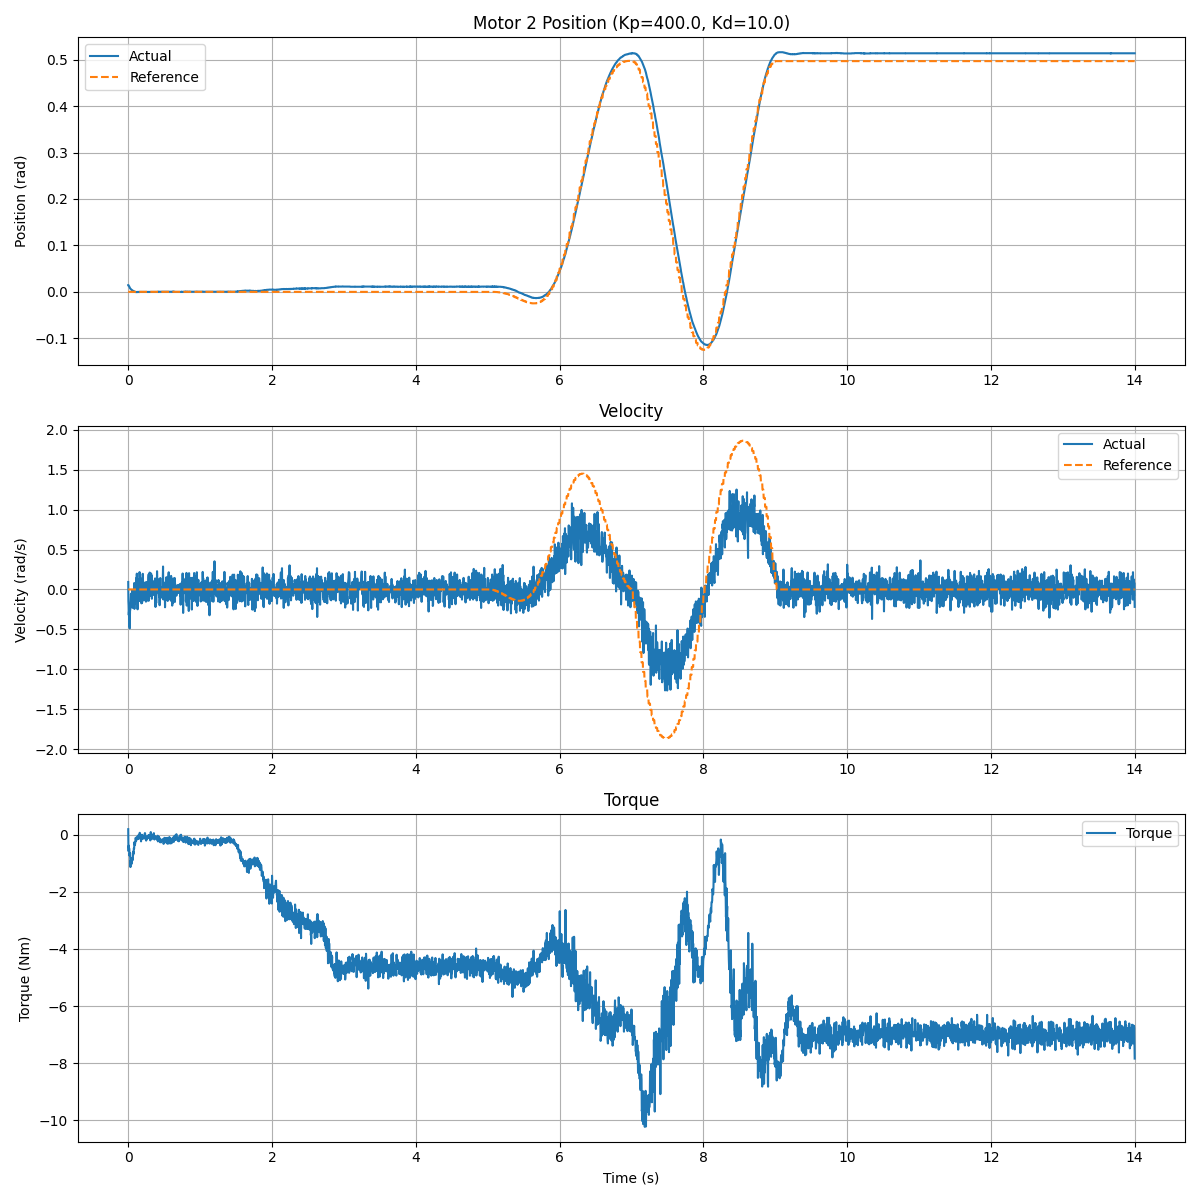 Motor 2 Position (Kp=400.0, Kd=10.0)
Actual
Reference
Position (rad)
0.5
0.4
0.3
0.2
0.1
0.0
−0.1
0 2 4 6 8 10 12 14
Velocity
Actual
Reference
Velocity (rad/s)
2.0
1.5
1.0
0.5
0.0
−0.5
−1.0
−1.5
−2.0
0 2 4 6 8 10 12 14
Torque
Torque
Torque (Nm)
0
−2
−4
−6
−8
−10
0 2 4 6 8 10 12 14
Time (s)